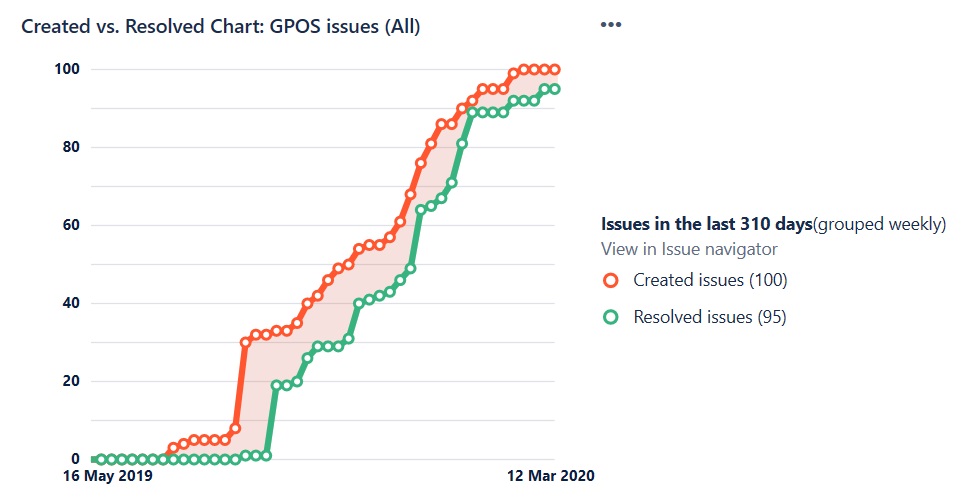 Created vs. Resolved Chart: GPOS issues (All)
•••
100
80
60
40
20
0
16 May 2019
12 Mar 2020
Issues in the last 310 days(grouped weekly)
View in Issue navigator
Created issues (100)
Resolved issues (95)